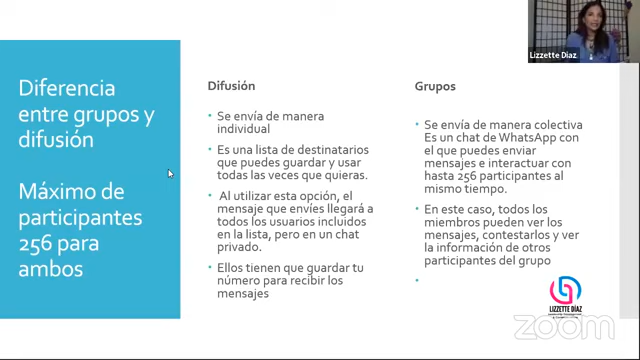 Diferencia
entre grupos y
difusión
Máximo de
participantes
256 para
ambos
Difusión
Se envía de manera
individual
Es una lista de destinatarios
que puedes guardar y usar
todas las veces que quieras.
Al utilizar esta opción, el
mensaje que envíes llegará a
todos los usuarios incluidos
en la lista, pero en un chat
privado.
Ellos tienen que guardar tu
número para recibir los
mensajes
Grupos
Se envía de manera colectiva
Es un chat de WhatsApp con
el que puedes enviar
mensajes e interactuar con
hasta 256 participantes al
mismo tiempo.
En este caso, todos los
miembros pueden ver los
mensajes, contestarlos y ver
la información de otros
participantes del grupo
Lizzette Díaz
LIZZETTE DÍAZ
zoom